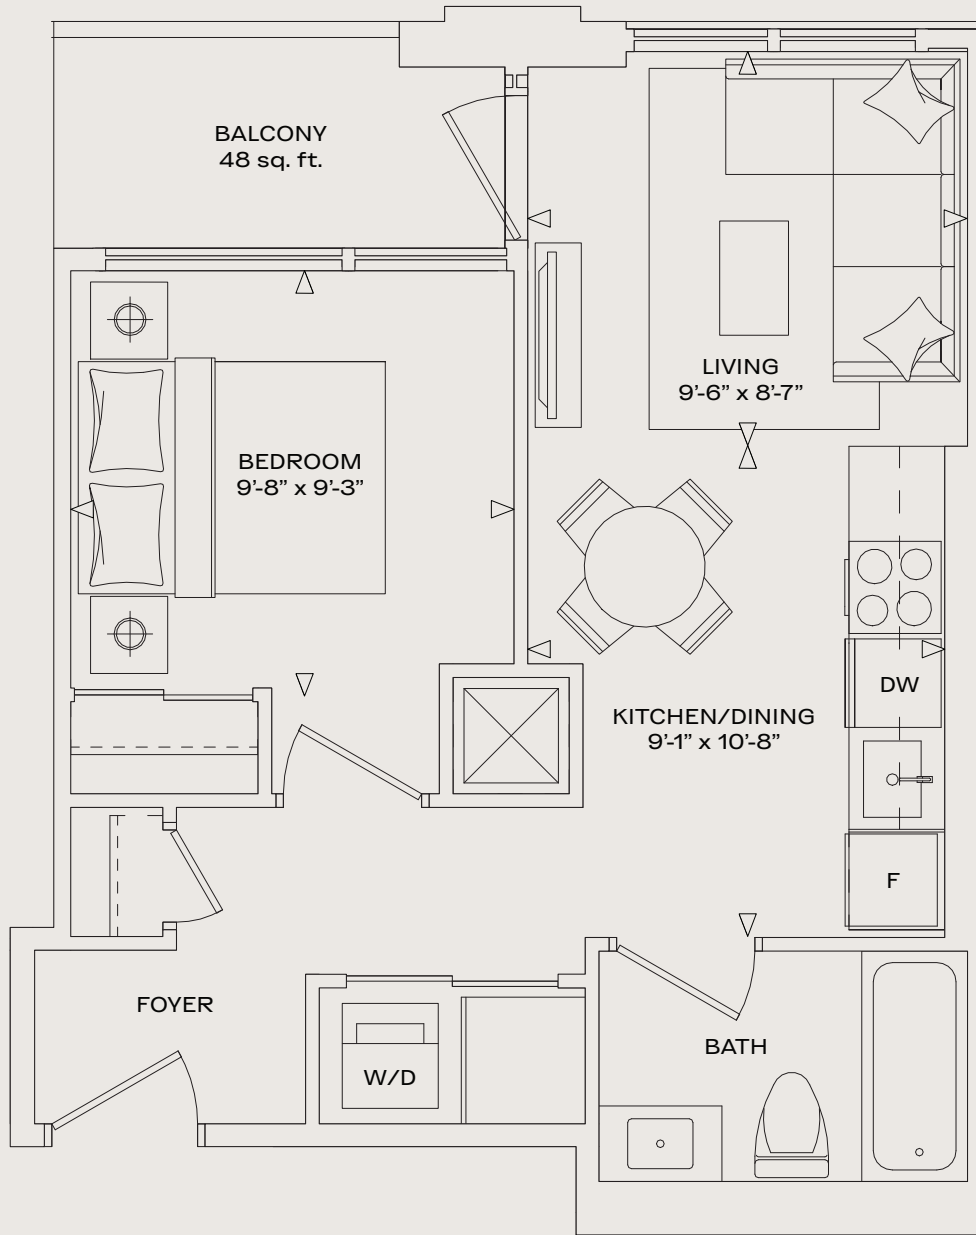 BALCONY
48 sq. ft.
LIVING
9’-6” x 8’-7”
BEDROOM
9’-8” x 9’-3”
DW
KITCHEN/DINING
9’-1” x 10’-8”
F
FOYER
BATH
W/D